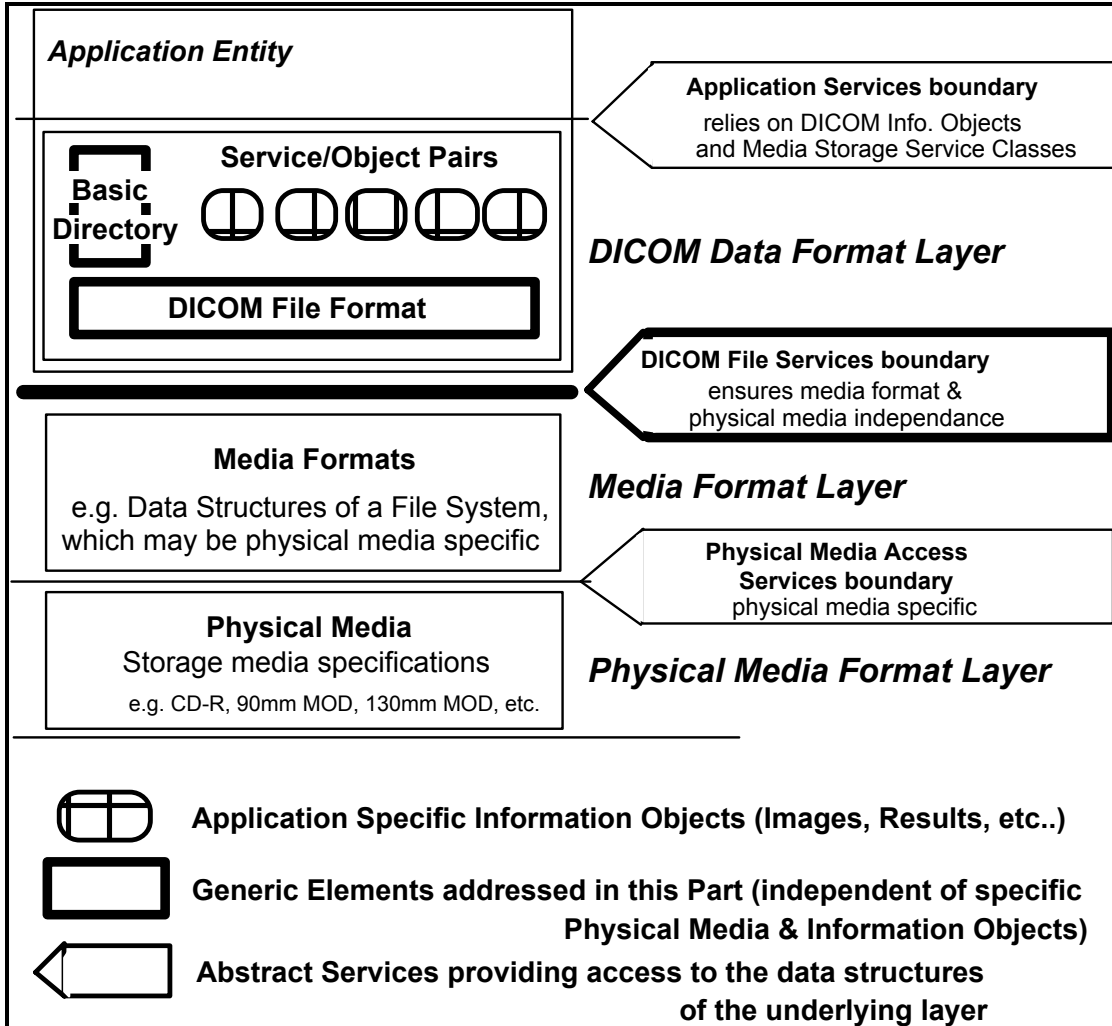 Application Entity
Application Services boundary
relies on DICOM Info. Objects
and Media Storage Service Classes
Service/Object Pairs
Basic
Directory
DICOM File Format
DICOM Data Format Layer
DICOM File Services boundary
ensures media format &
physical media independance
Media Formats
e.g. Data Structures of a File System,
which may be physical media specific
Media Format Layer
Physical Media Access
Services boundary
physical media specific
Physical Media
Storage media specifications
e.g. CD-R, 90mm MOD, 130mm MOD, etc.
Physical Media Format Layer
Application Specific Information Objects (Images, Results, etc..)
Generic Elements addressed in this Part (independent of specific
Physical Media & Information Objects)
Abstract Services providing access to the data structures
of the underlying layer